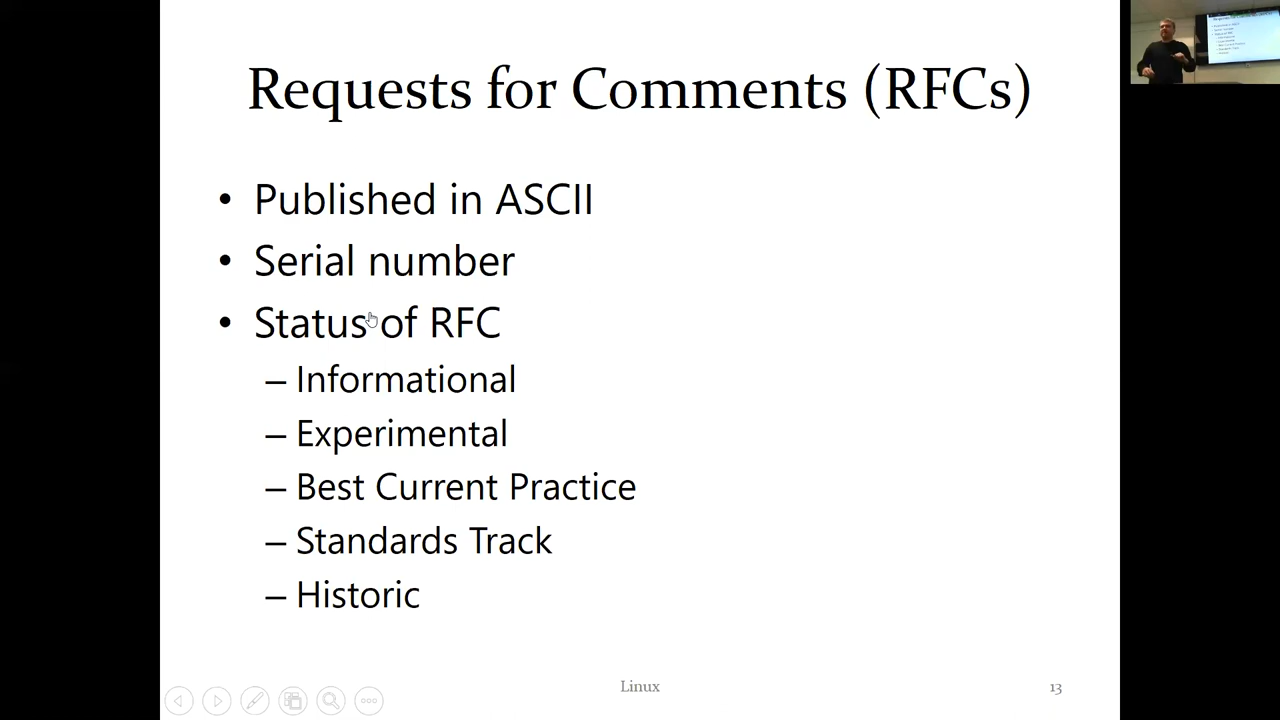 Requests for Comments (RFCs)
• Published in ASCII
• Serial number
• Status of RFC
– Informational
– Experimental
– Best Current Practice
– Standards Track
– Historic
Linux
13